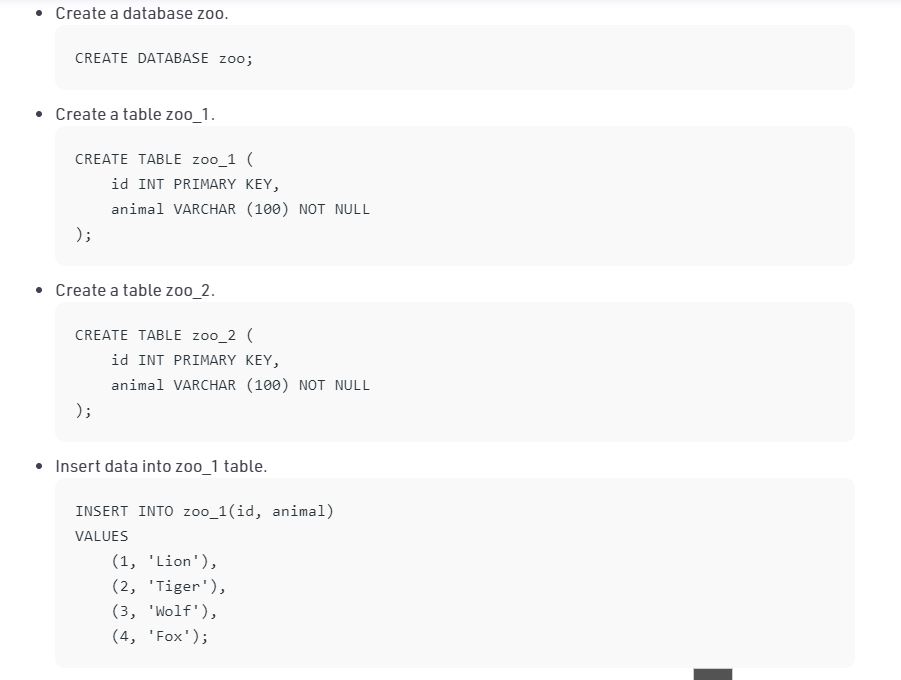 Create a database zoo.
CREATE DATABASE zoo;
Create a table zoo_1.
CREATE TABLE zoo_1 (
    id INT PRIMARY KEY,
    animal VARCHAR (100) NOT NULL
);
Create a table zoo_2.
CREATE TABLE zoo_2 (
    id INT PRIMARY KEY,
    animal VARCHAR (100) NOT NULL
);
Insert data into zoo_1 table.
INSERT INTO zoo_1(id, animal)
VALUES
    (1, 'Lion'),
    (2, 'Tiger'),
    (3, 'Wolf'),
    (4, 'Fox');